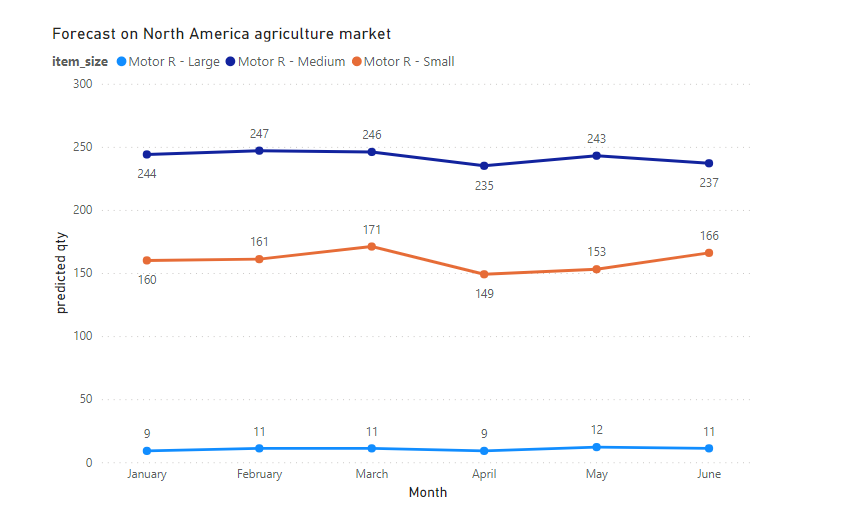 Forecast on North America agriculture market
item_size Motor R - Large Motor R - Medium Motor R - Small
300
250
200
150
100
50
0
predicted qty
244 247 246 235 243 237
160 161 171 149 153 166
9 11 11 9 12 11
January February March April May June
Month